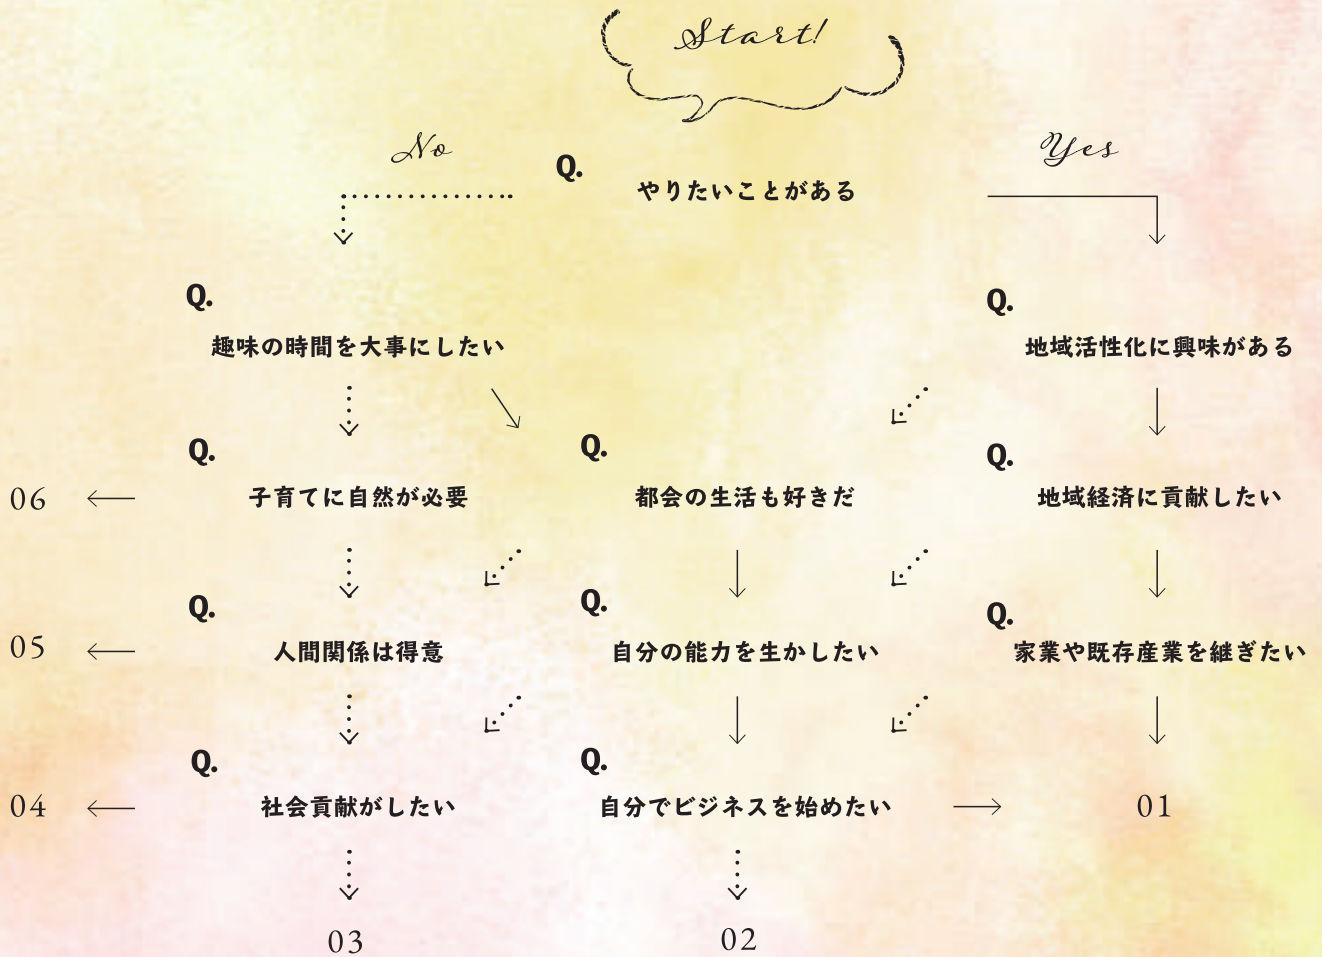 Start!
No
Yes
Q.
やりたいことがある
Q.
趣味の時間を大事にしたい
Q.
地域活性化に興味がある
06
Q.
子育てに自然が必要
Q.
都会の生活も好きだ
Q.
地域経済に貢献したい
05
Q.
人間関係は得意
Q.
自分の能力を生かしたい
Q.
家業や既存産業を継ぎたい
04
Q.
社会貢献がしたい
Q.
自分でビジネスを始めたい
01
03
02